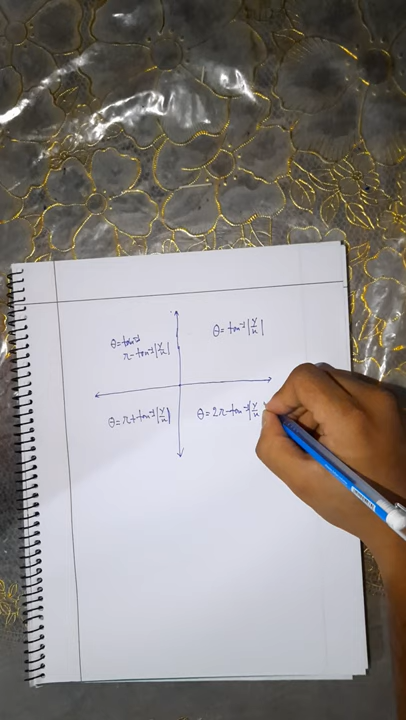 θ = tan⁻¹|y/x|
θ = tan⁻¹
π - tan⁻¹|y/x|
θ = π + tan⁻¹|y/x|
θ = 2π - tan⁻¹|y/x